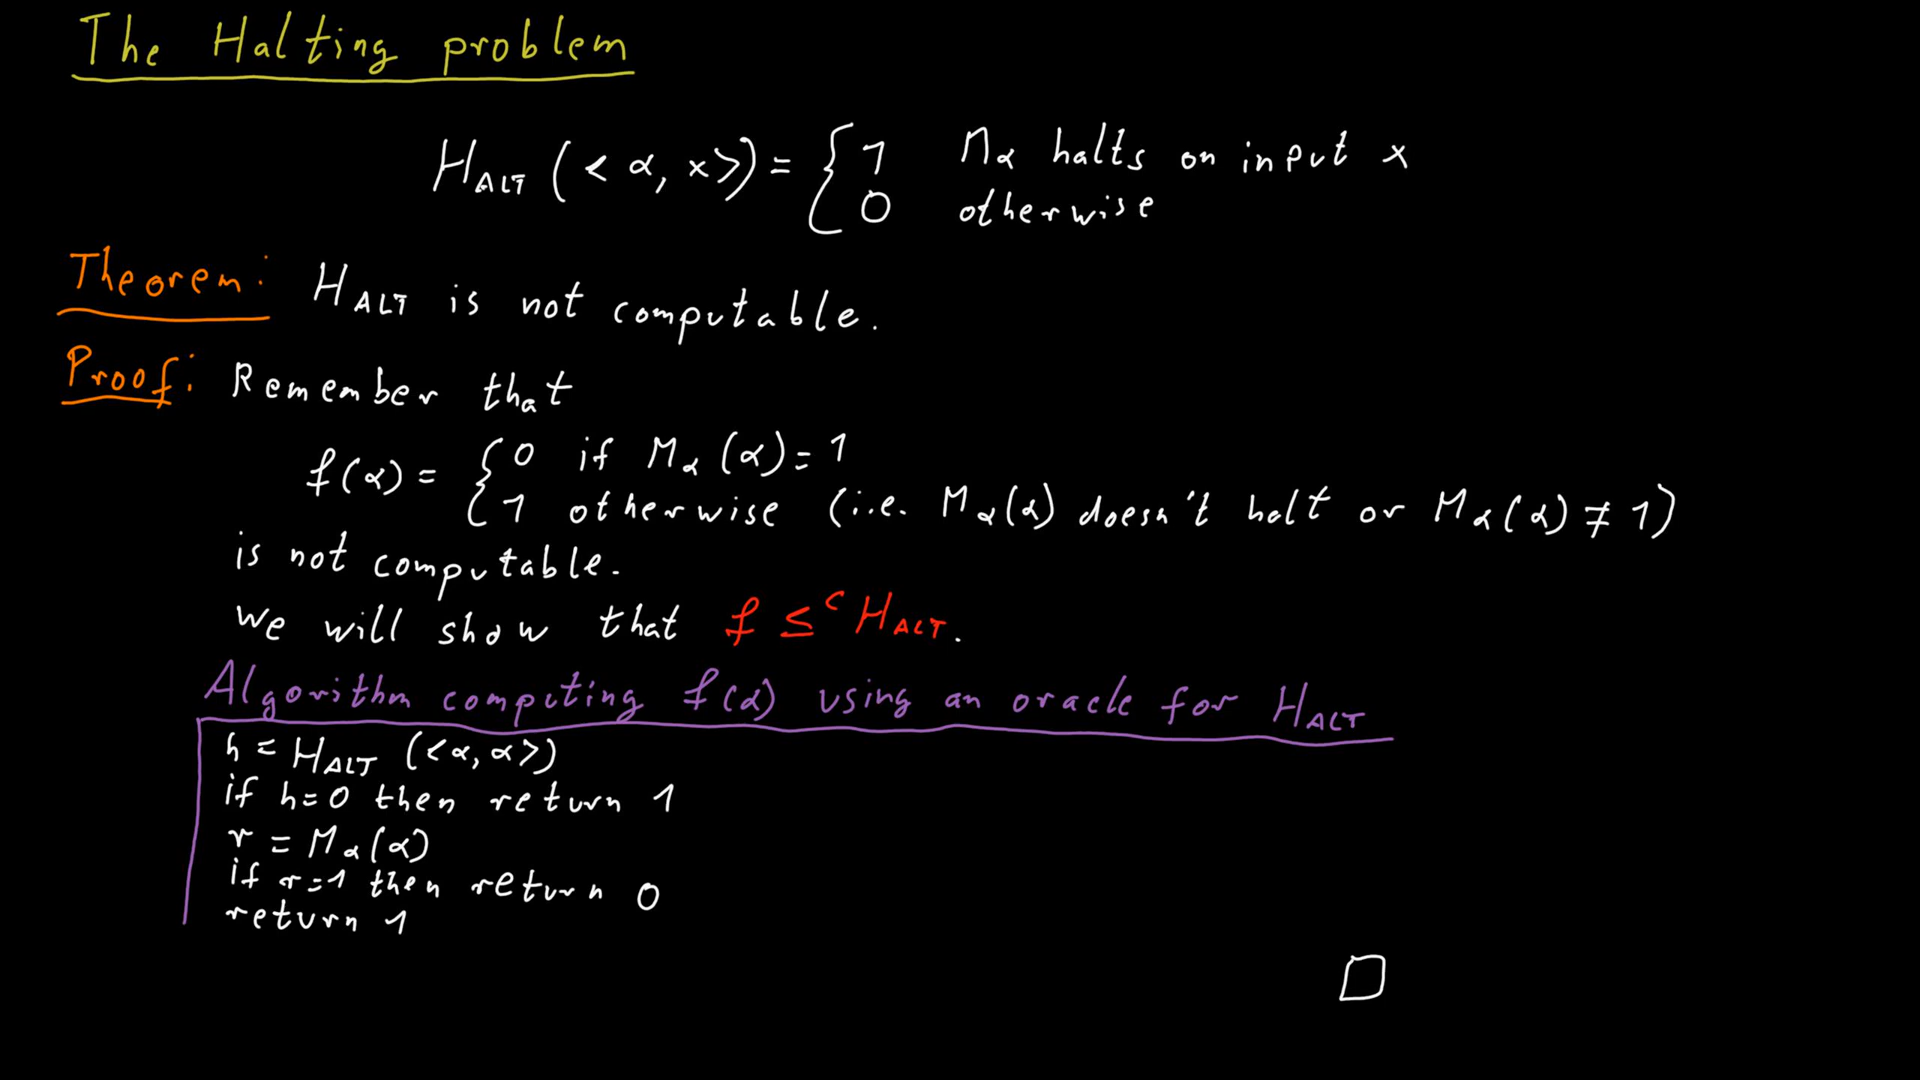 The Halting problem
HALT (<α, x>) = { 1 Mα halts on input x
0 otherwise
Theorem: HALT is not computable.
Proof: Remember that
f(α) = { 0 if Mα(α) = 1
1 otherwise (i.e. Mα(α) doesn't halt or Mα(α) ≠ 1)
is not computable.
We will show that f ≤ᶜ HALT.
Algorithm computing f(α) using an oracle for HALT
h = HALT (<α, α>)
if h=0 then return 1
r = Mα(α)
if r=1 then return 0
return 1
□